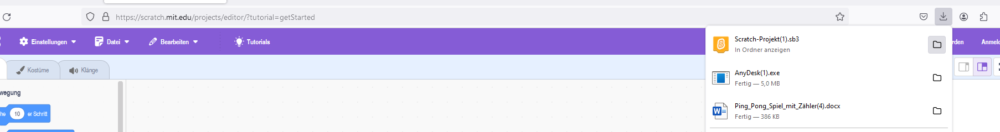 https://scratch.mit.edu/projects/editor/?tutorial=getStarted
Einstellungen Datei Bearbeiten Tutorials
Scratch-Projekt(1).sb3
In Ordner anzeigen
rden Anmeld
Kostüme Klänge
AnyDesk(1).exe
Fertig — 5,0 MB
wegung
he 10 er Schritt
Ping_Pong_Spiel_mit_Zähler(4).docx
Fertig — 386 KB